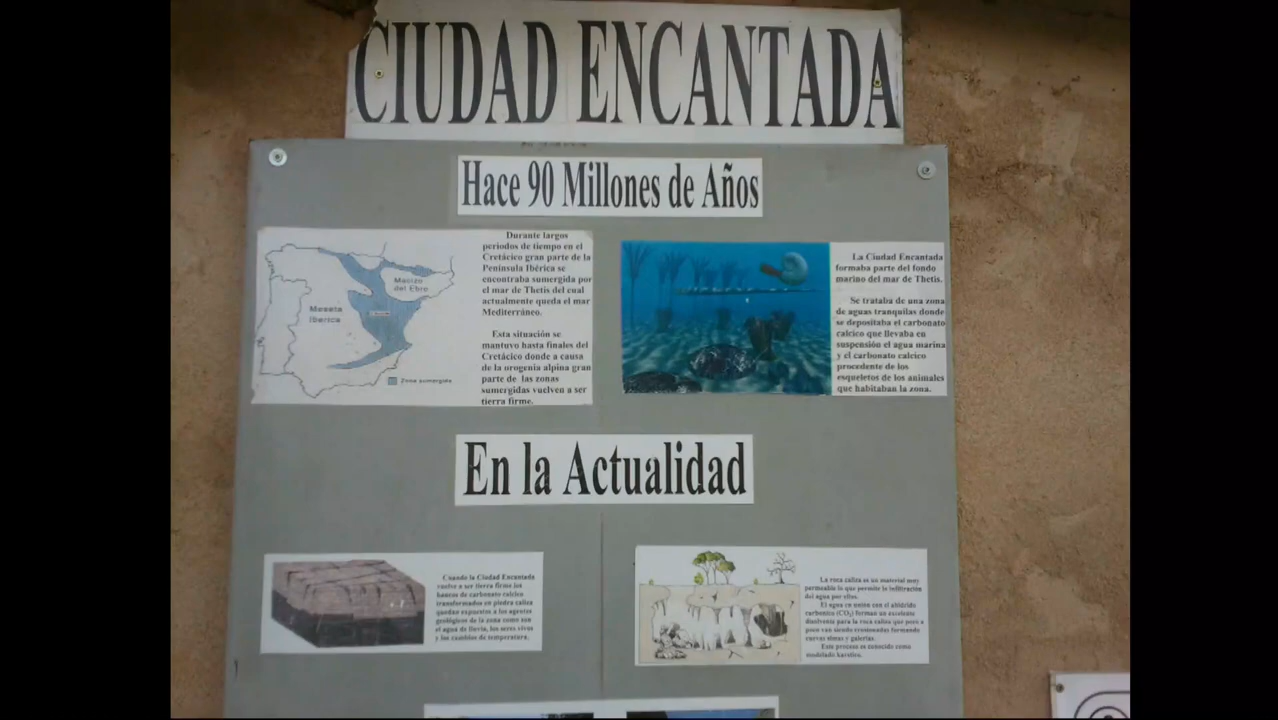 CIUDAD ENCANTADA
Hace 90 Millones de Años
Macizo
del Ebro
Meseta
Iberica
Zona sumergida
Durante largos
periodos de tiempo en el
Cretácico gran parte de la
Península Ibérica se
encontraba sumergida por
el mar de Thetis del cual
actualmente queda el mar
Mediterráneo.
Esta situación se
mantuvo hasta finales del
Cretácico donde a causa
de la orogenia alpina gran
parte de las zonas
sumergidas vuelven a ser
tierra firme.
La Ciudad Encantada
formaba parte del fondo
marino del mar de Thetis.
Se trataba de una zona
de aguas tranquilas donde
se depositaba el carbonato
calcico que llevaba en
suspensión el agua marina
y el carbonato calcico
procedente de los
esqueletos de los animales
que habitaban la zona.
En la Actualidad
Cuando la Ciudad Encantada
vuelve a ser tierra firme los
bancos de carbonato calcico
transformados en piedra caliza
quedan expuestos a los agentes
geológicos de la zona como son
el agua de lluvia, los seres vivos
y los cambios de temperatura.
La roca caliza es un material muy
permeable lo que permite la infiltración
del agua por ellos.
El agua en unión con el ahídrido
carbonico (CO2) forman un excelente
disolvente para la roca caliza que poco a
poco van siendo erosionadas formando
cuevas simas y galerías.
Este proceso es conocido como
modelado karstico.